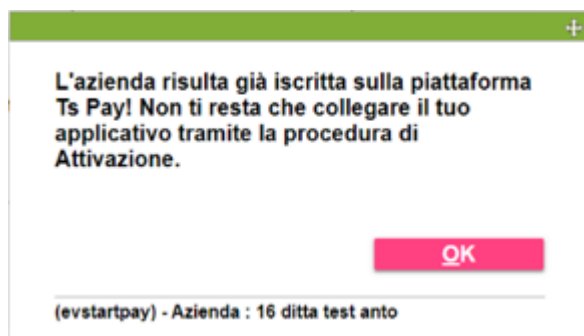 L'azienda risulta già iscritta sulla piattaforma
Ts Pay! Non ti resta che collegare il tuo
applicativo tramite la procedura di
Attivazione.
OK
(evstartpay) - Azienda : 16 ditta test anto